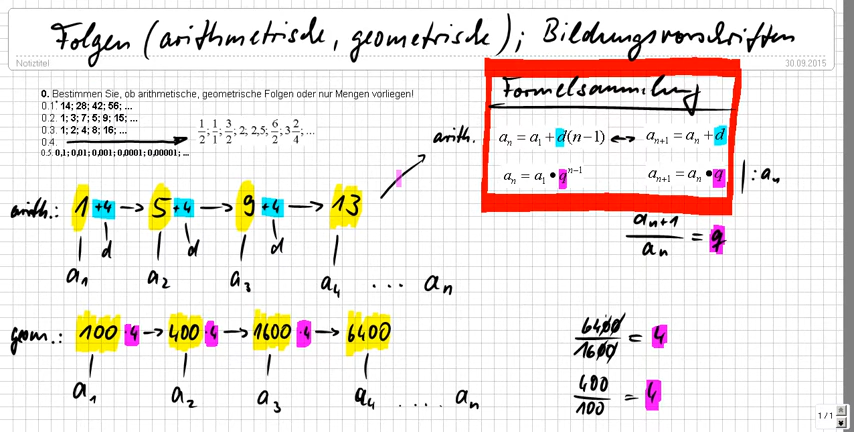 Folgen (arithmetrische, geometrische); Bildungsvorschriften
Notiztitel 30.09.2015
0. Bestimmen Sie, ob arithmetische, geometrische Folgen oder nur Mengen vorliegen!
0.1. 14; 28; 42; 56; ...
0.2. 1; 3; 7; 5; 9; 15; ...
0.3. 1; 2; 4; 8; 16; ...
0.4. 1/2; 1/1; 3/2; 2; 2,5; 6/2; 3 2/4; ...
0.5. 0,1; 0,01; 0,001; 0,0001; 0,00001; ...
Formelsammlung
arith. aₙ = a₁ + d(n−1) ↔ aₙ₊₁ = aₙ + d
aₙ = a₁ • qⁿ⁻¹ aₙ₊₁ = aₙ • q | : aₙ
aₙ₊₁/aₙ = q
arith.: 1 +4 → 5 +4 → 9 +4 → 13
d d d
a₁ a₂ a₃ a₄ ... aₙ
geom.: 100 ·4 → 400 ·4 → 1600 ·4 → 6400
a₁ a₂ a₃ a₄ .... aₙ
6400/1600 = 4
400/100 = 4
1/1